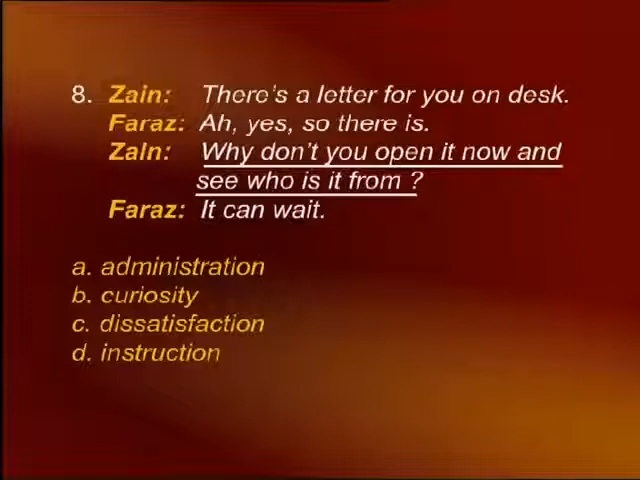 8. Zain: There's a letter for you on desk.
Faraz: Ah, yes, so there is.
Zain: Why don't you open it now and
see who is it from ?
Faraz: It can wait.
a. administration
b. curiosity
c. dissatisfaction
d. instruction